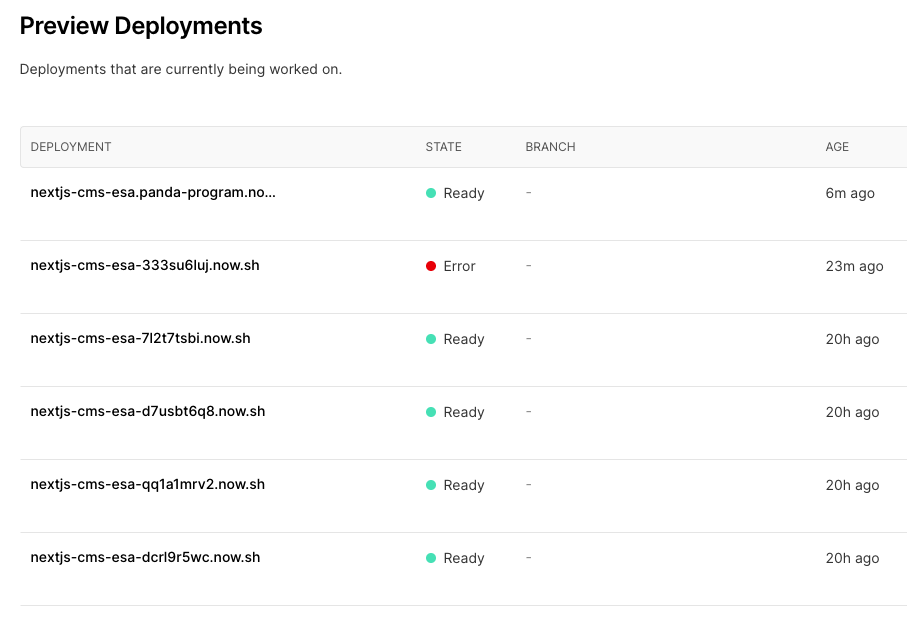 Preview Deployments
Deployments that are currently being worked on.
DEPLOYMENT STATE BRANCH AGE
nextjs-cms-esa.panda-program.no... Ready - 6m ago
nextjs-cms-esa-333su6luj.now.sh Error - 23m ago
nextjs-cms-esa-7l2t7tsbi.now.sh Ready - 20h ago
nextjs-cms-esa-d7usbt6q8.now.sh Ready - 20h ago
nextjs-cms-esa-qq1a1mrv2.now.sh Ready - 20h ago
nextjs-cms-esa-dcrl9r5wc.now.sh Ready - 20h ago